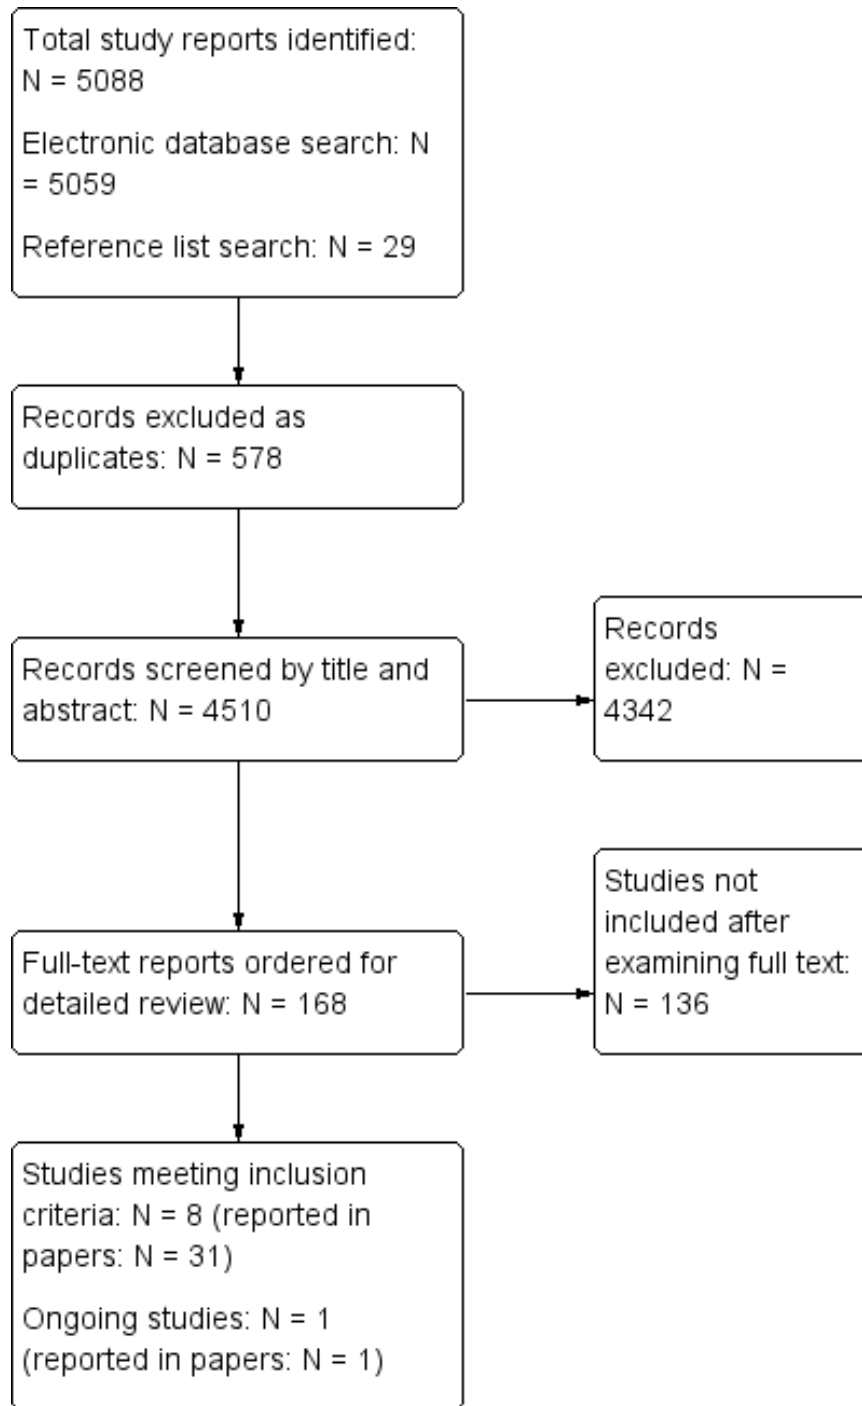 Total study reports identified:
N = 5088
Electronic database search: N
= 5059
Reference list search: N = 29
Records excluded as
duplicates: N = 578
Records screened by title and
abstract: N = 4510
Records
excluded: N =
4342
Full-text reports ordered for
detailed review: N = 168
Studies not
included after
examining full text:
N = 136
Studies meeting inclusion
criteria: N = 8 (reported in
papers: N = 31)
Ongoing studies: N = 1
(reported in papers: N = 1)